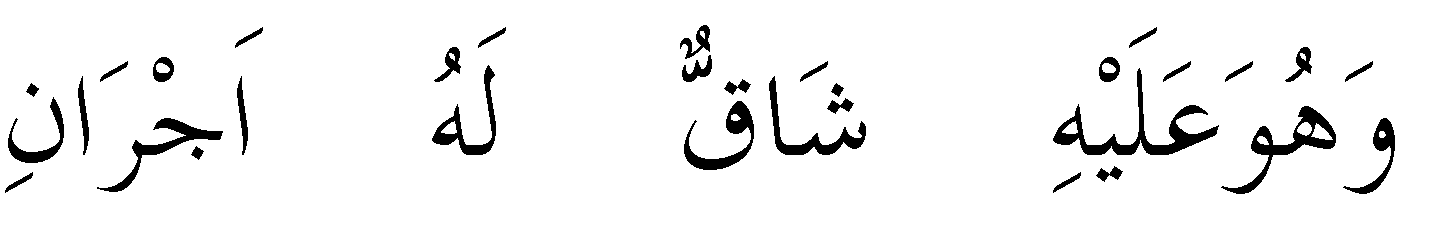 وَهُوَ عَلَيْهِ شَاقٌّ لَهُ اَجْرَانِ